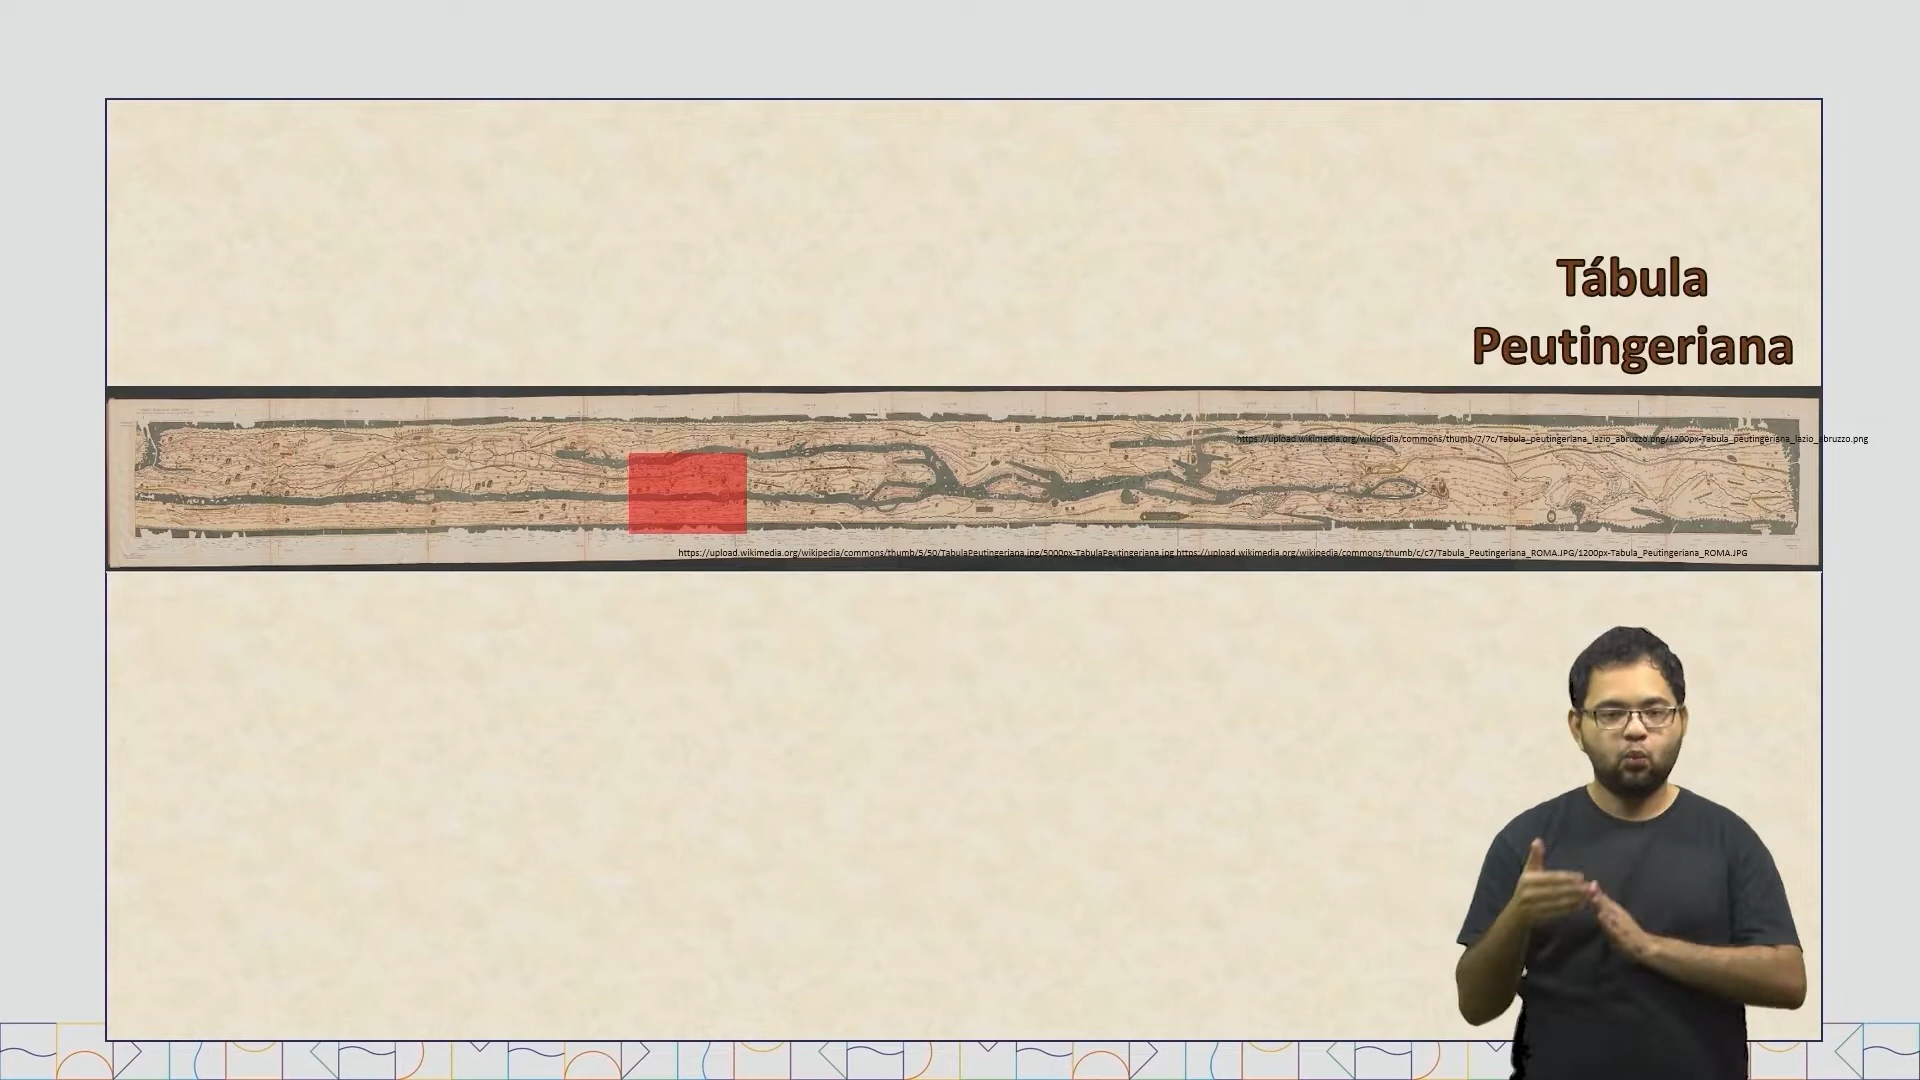 Tábula
Peutingeriana
https://upload.wikimedia.org/wikipedia/commons/thumb/7/7c/Tabula_peutingeriana_lazio_abruzzo.png/1200px-Tabula_peutingeriana_lazio_abruzzo.png
https://upload.wikimedia.org/wikipedia/commons/thumb/5/50/TabulaPeutingeriana.jpg/5000px-TabulaPeutingeriana.jpg https://upload.wikimedia.org/wikipedia/commons/thumb/c/c7/Tabula_Peutingeriana_ROMA.JPG/1200px-Tabula_Peutingeriana_ROMA.JPG